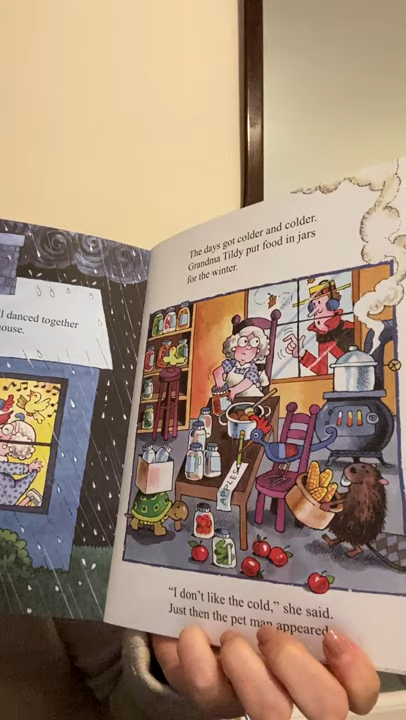 l danced together
ouse.
The days got colder and colder.
Grandma Tildy put food in jars
for the winter.
APPLES
"I don't like the cold," she said.
Just then the pet man appeared